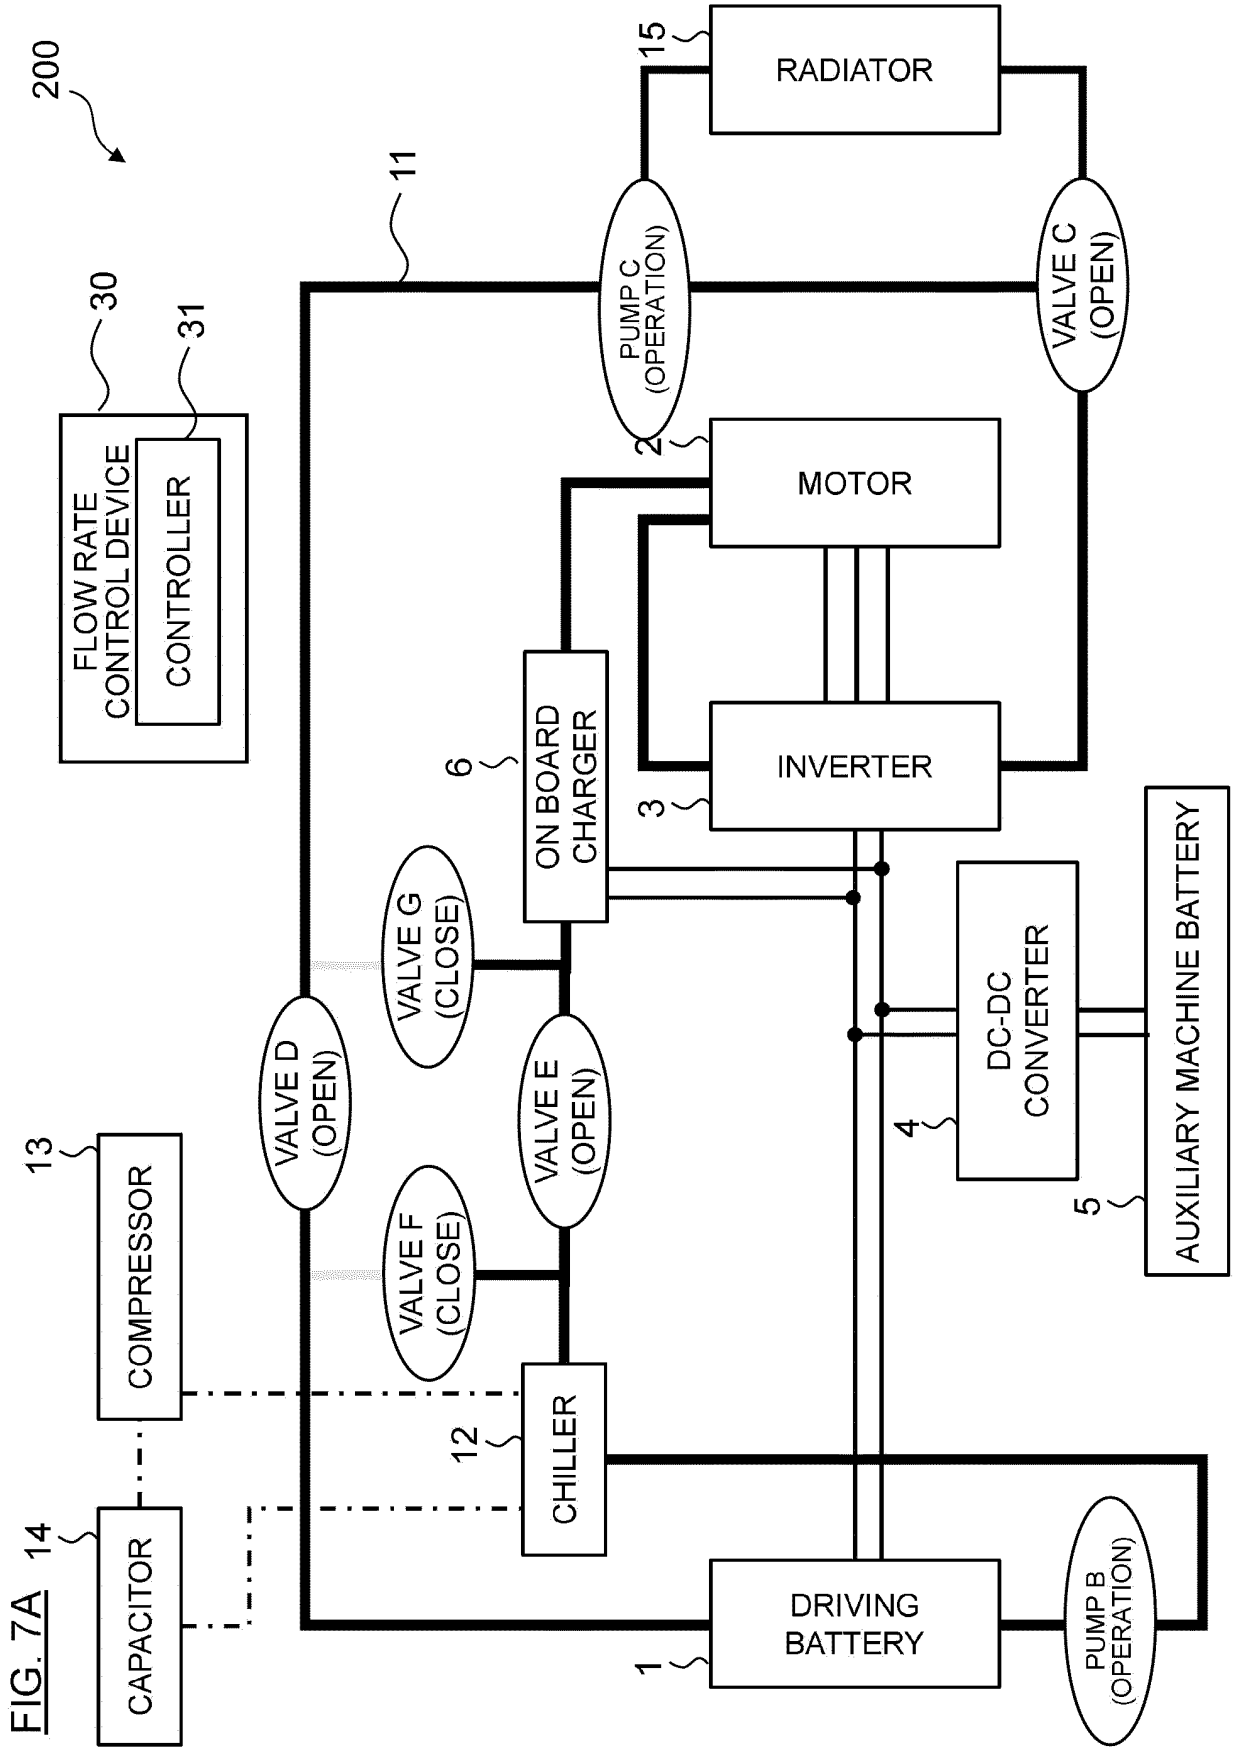 FIG. 7A
200
14
CAPACITOR
13
COMPRESSOR
30
FLOW RATE
CONTROL DEVICE
31
CONTROLLER
VALVE D
(OPEN)
11
VALVE F
(CLOSE)
VALVE G
(CLOSE)
12
CHILLER
VALVE E
(OPEN)
6
ON BOARD
CHARGER
PUMP C
(OPERATION)
15
RADIATOR
1
DRIVING
BATTERY
3
INVERTER
2
MOTOR
4
DC-DC
CONVERTER
VALVE C
(OPEN)
PUMP B
(OPERATION)
5
AUXILIARY MACHINE BATTERY